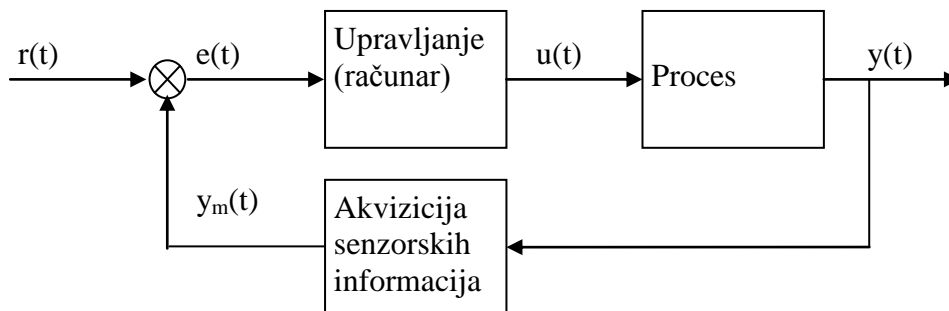 r(t)
e(t)
Upravljanje
(računar)
u(t)
Proces
y(t)
yₘ(t)
Akvizicija
senzorskih
informacija